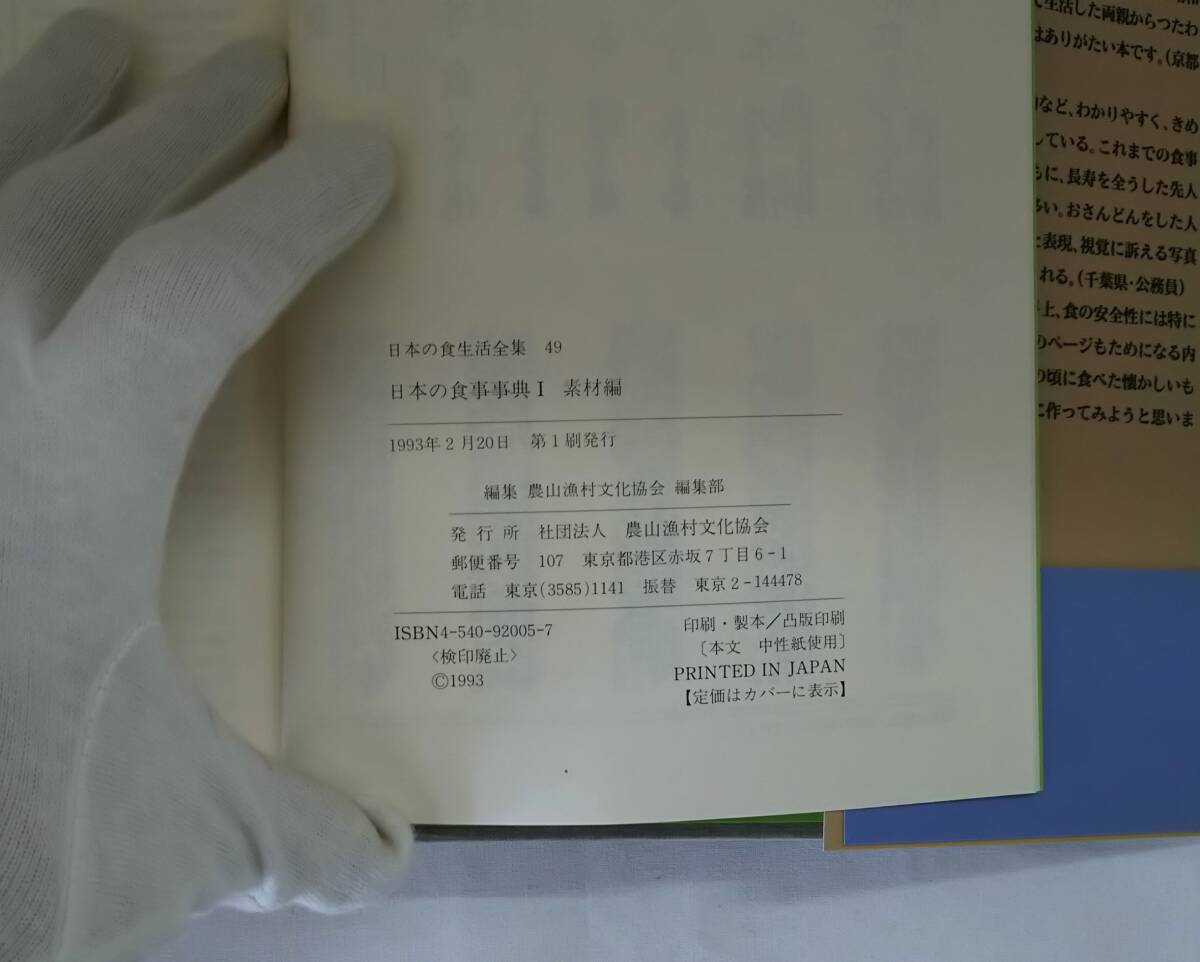 日本の食生活全集 49
日本の食事事典Ⅰ 素材編
1993年2月20日 第1刷発行
編集 農山漁村文化協会 編集部
発行所 社団法人 農山漁村文化協会
郵便番号 107 東京都港区赤坂7丁目6-1
電話 東京(3585)1141 振替 東京2-144478
ISBN4-540-92005-7
〈検印廃止〉
©1993
印刷・製本/凸版印刷
〔本文 中性紙使用〕
PRINTED IN JAPAN
【定価はカバーに表示】
て生活した両親からつたわ
はありがたい本です。(京都
など、わかりやすく、きめ
している。これまでの食事
もに、長寿を全うした先人
多い。おさんどんをした人
と表現、視覚に訴える写真
れる。(千葉県・公務員)
上、食の安全性には特に
のページもためになる内
の頃に食べた懐かしいも
に作ってみようと思いま